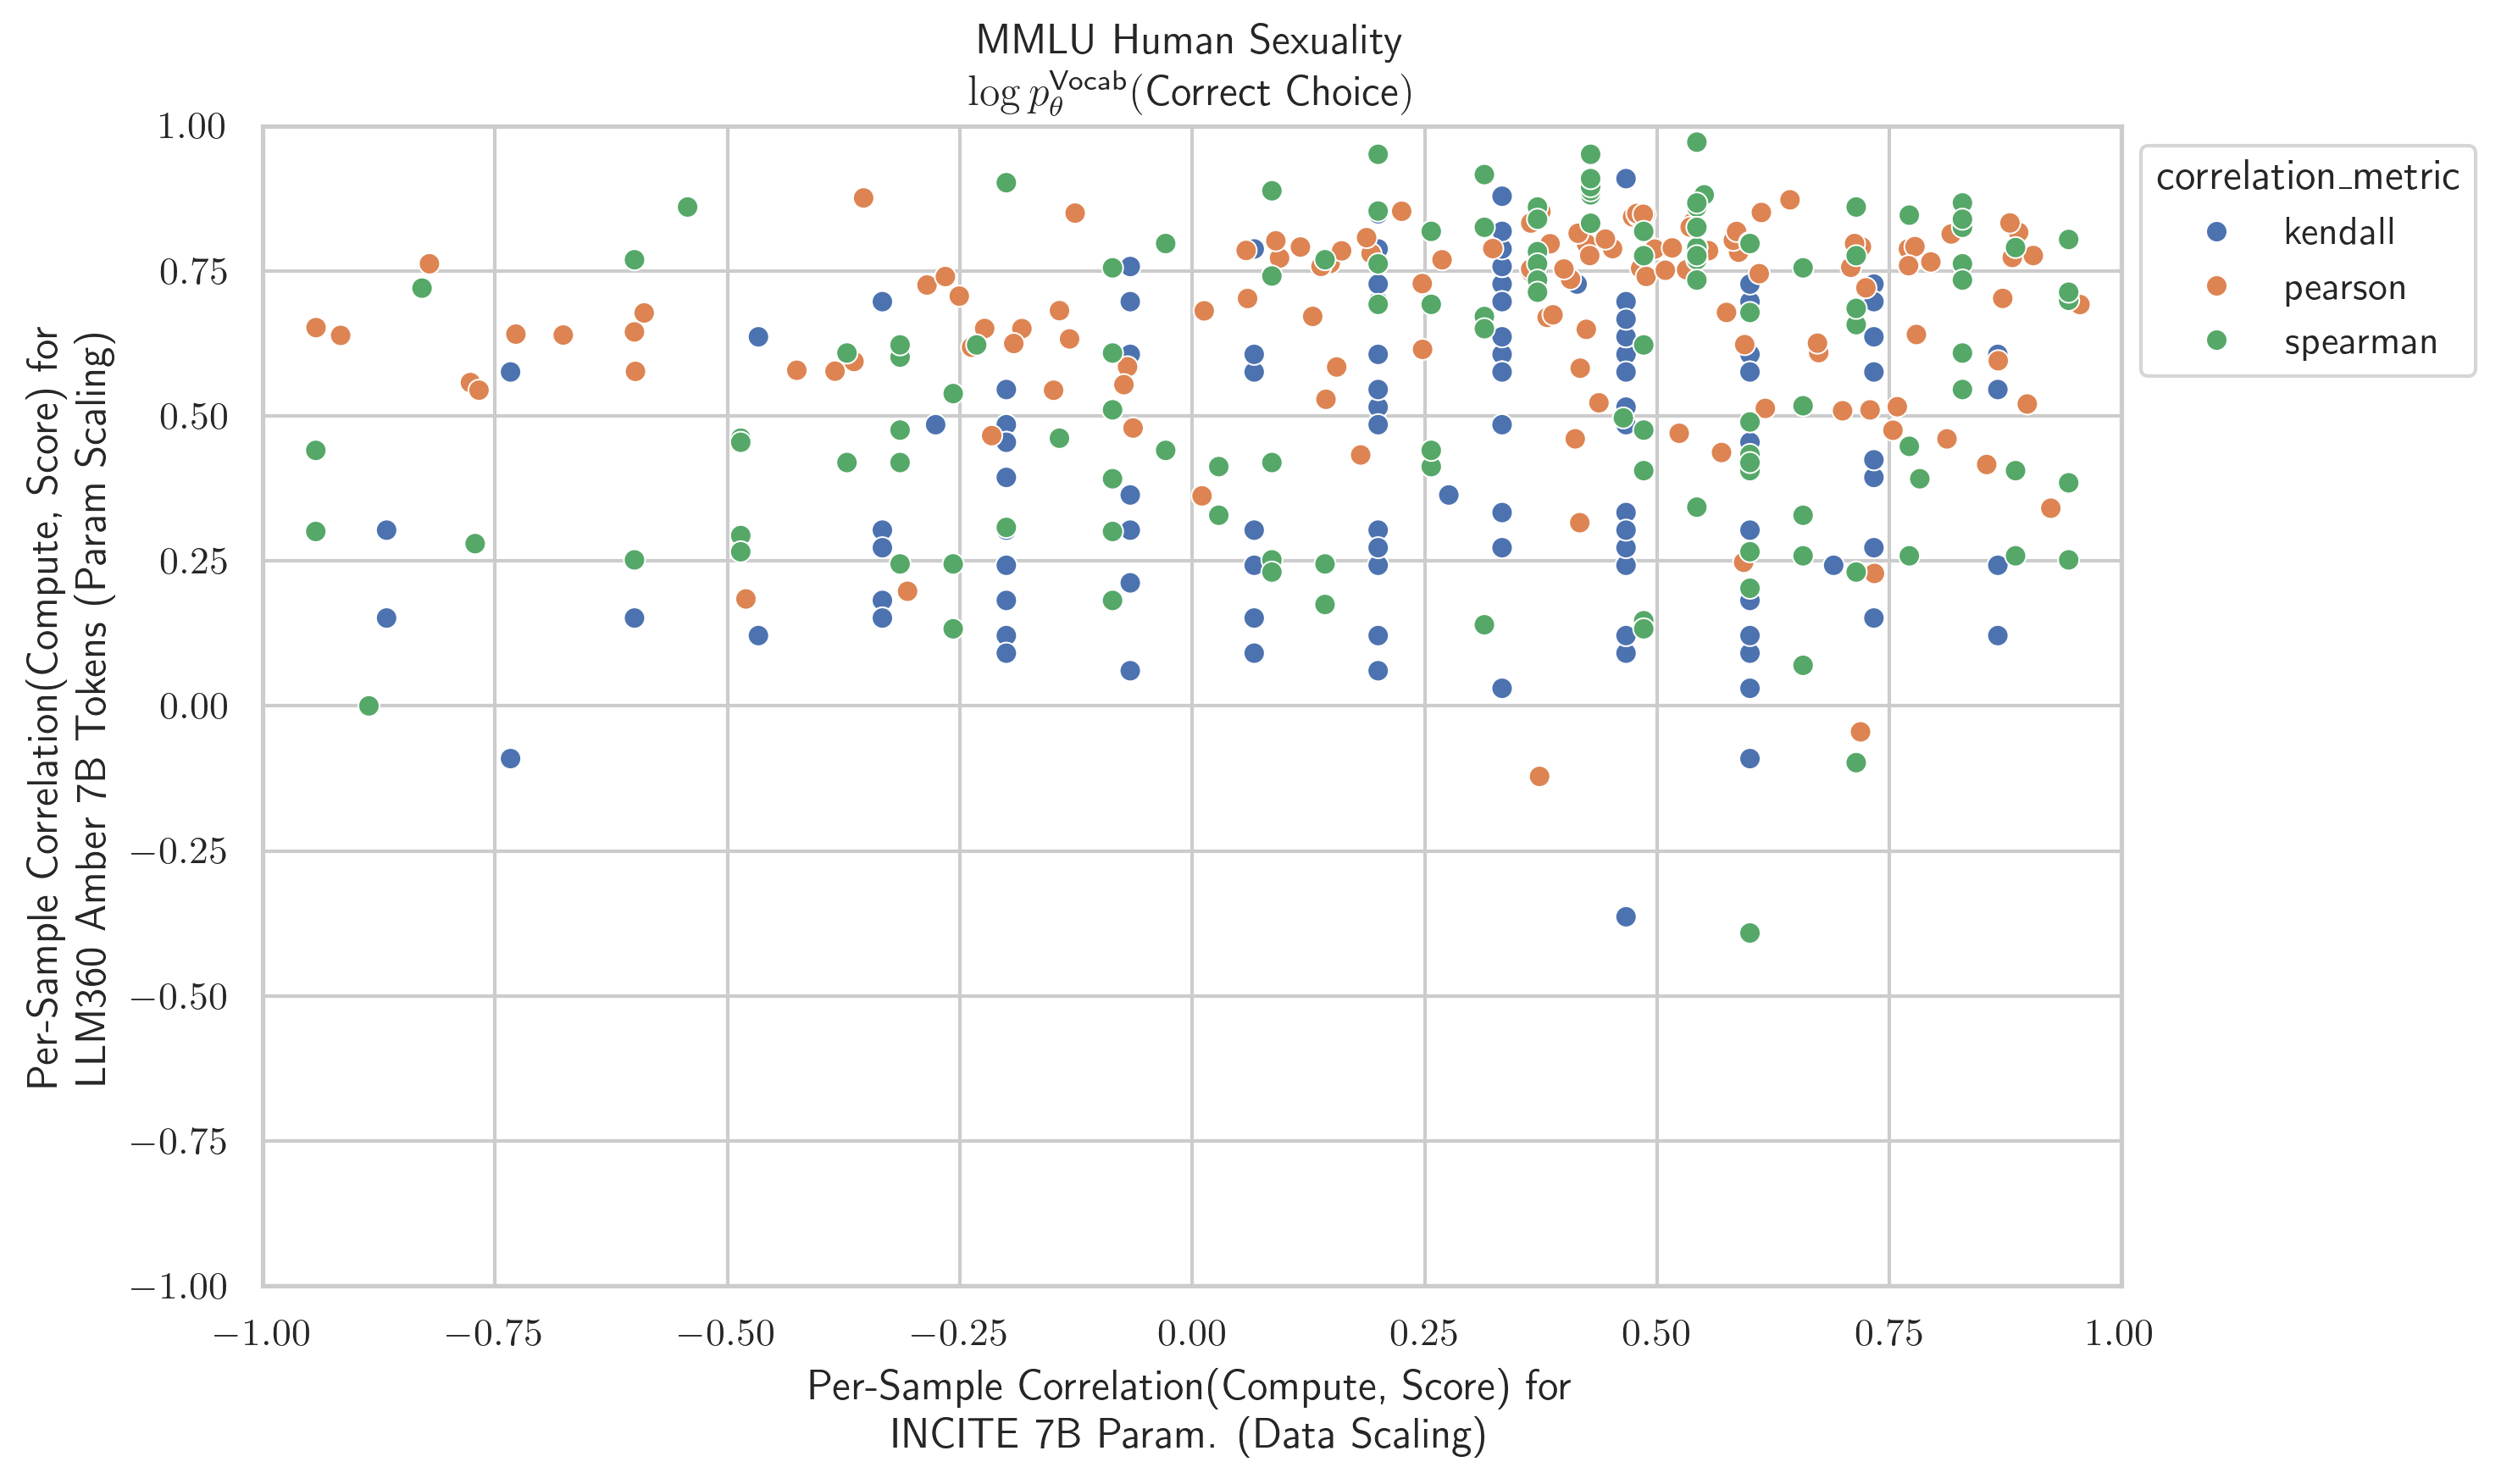 MMLU Human Sexuality
log p_θ^Vocab(Correct Choice)
1.00
0.75
0.50
0.25
0.00
−0.25
−0.50
−0.75
−1.00
Per-Sample Correlation(Compute, Score) for
LLM360 Amber 7B Tokens (Param Scaling)
−1.00 −0.75 −0.50 −0.25 0.00 0.25 0.50 0.75 1.00
Per-Sample Correlation(Compute, Score) for
INCITE 7B Param. (Data Scaling)
correlation_metric
kendall
pearson
spearman